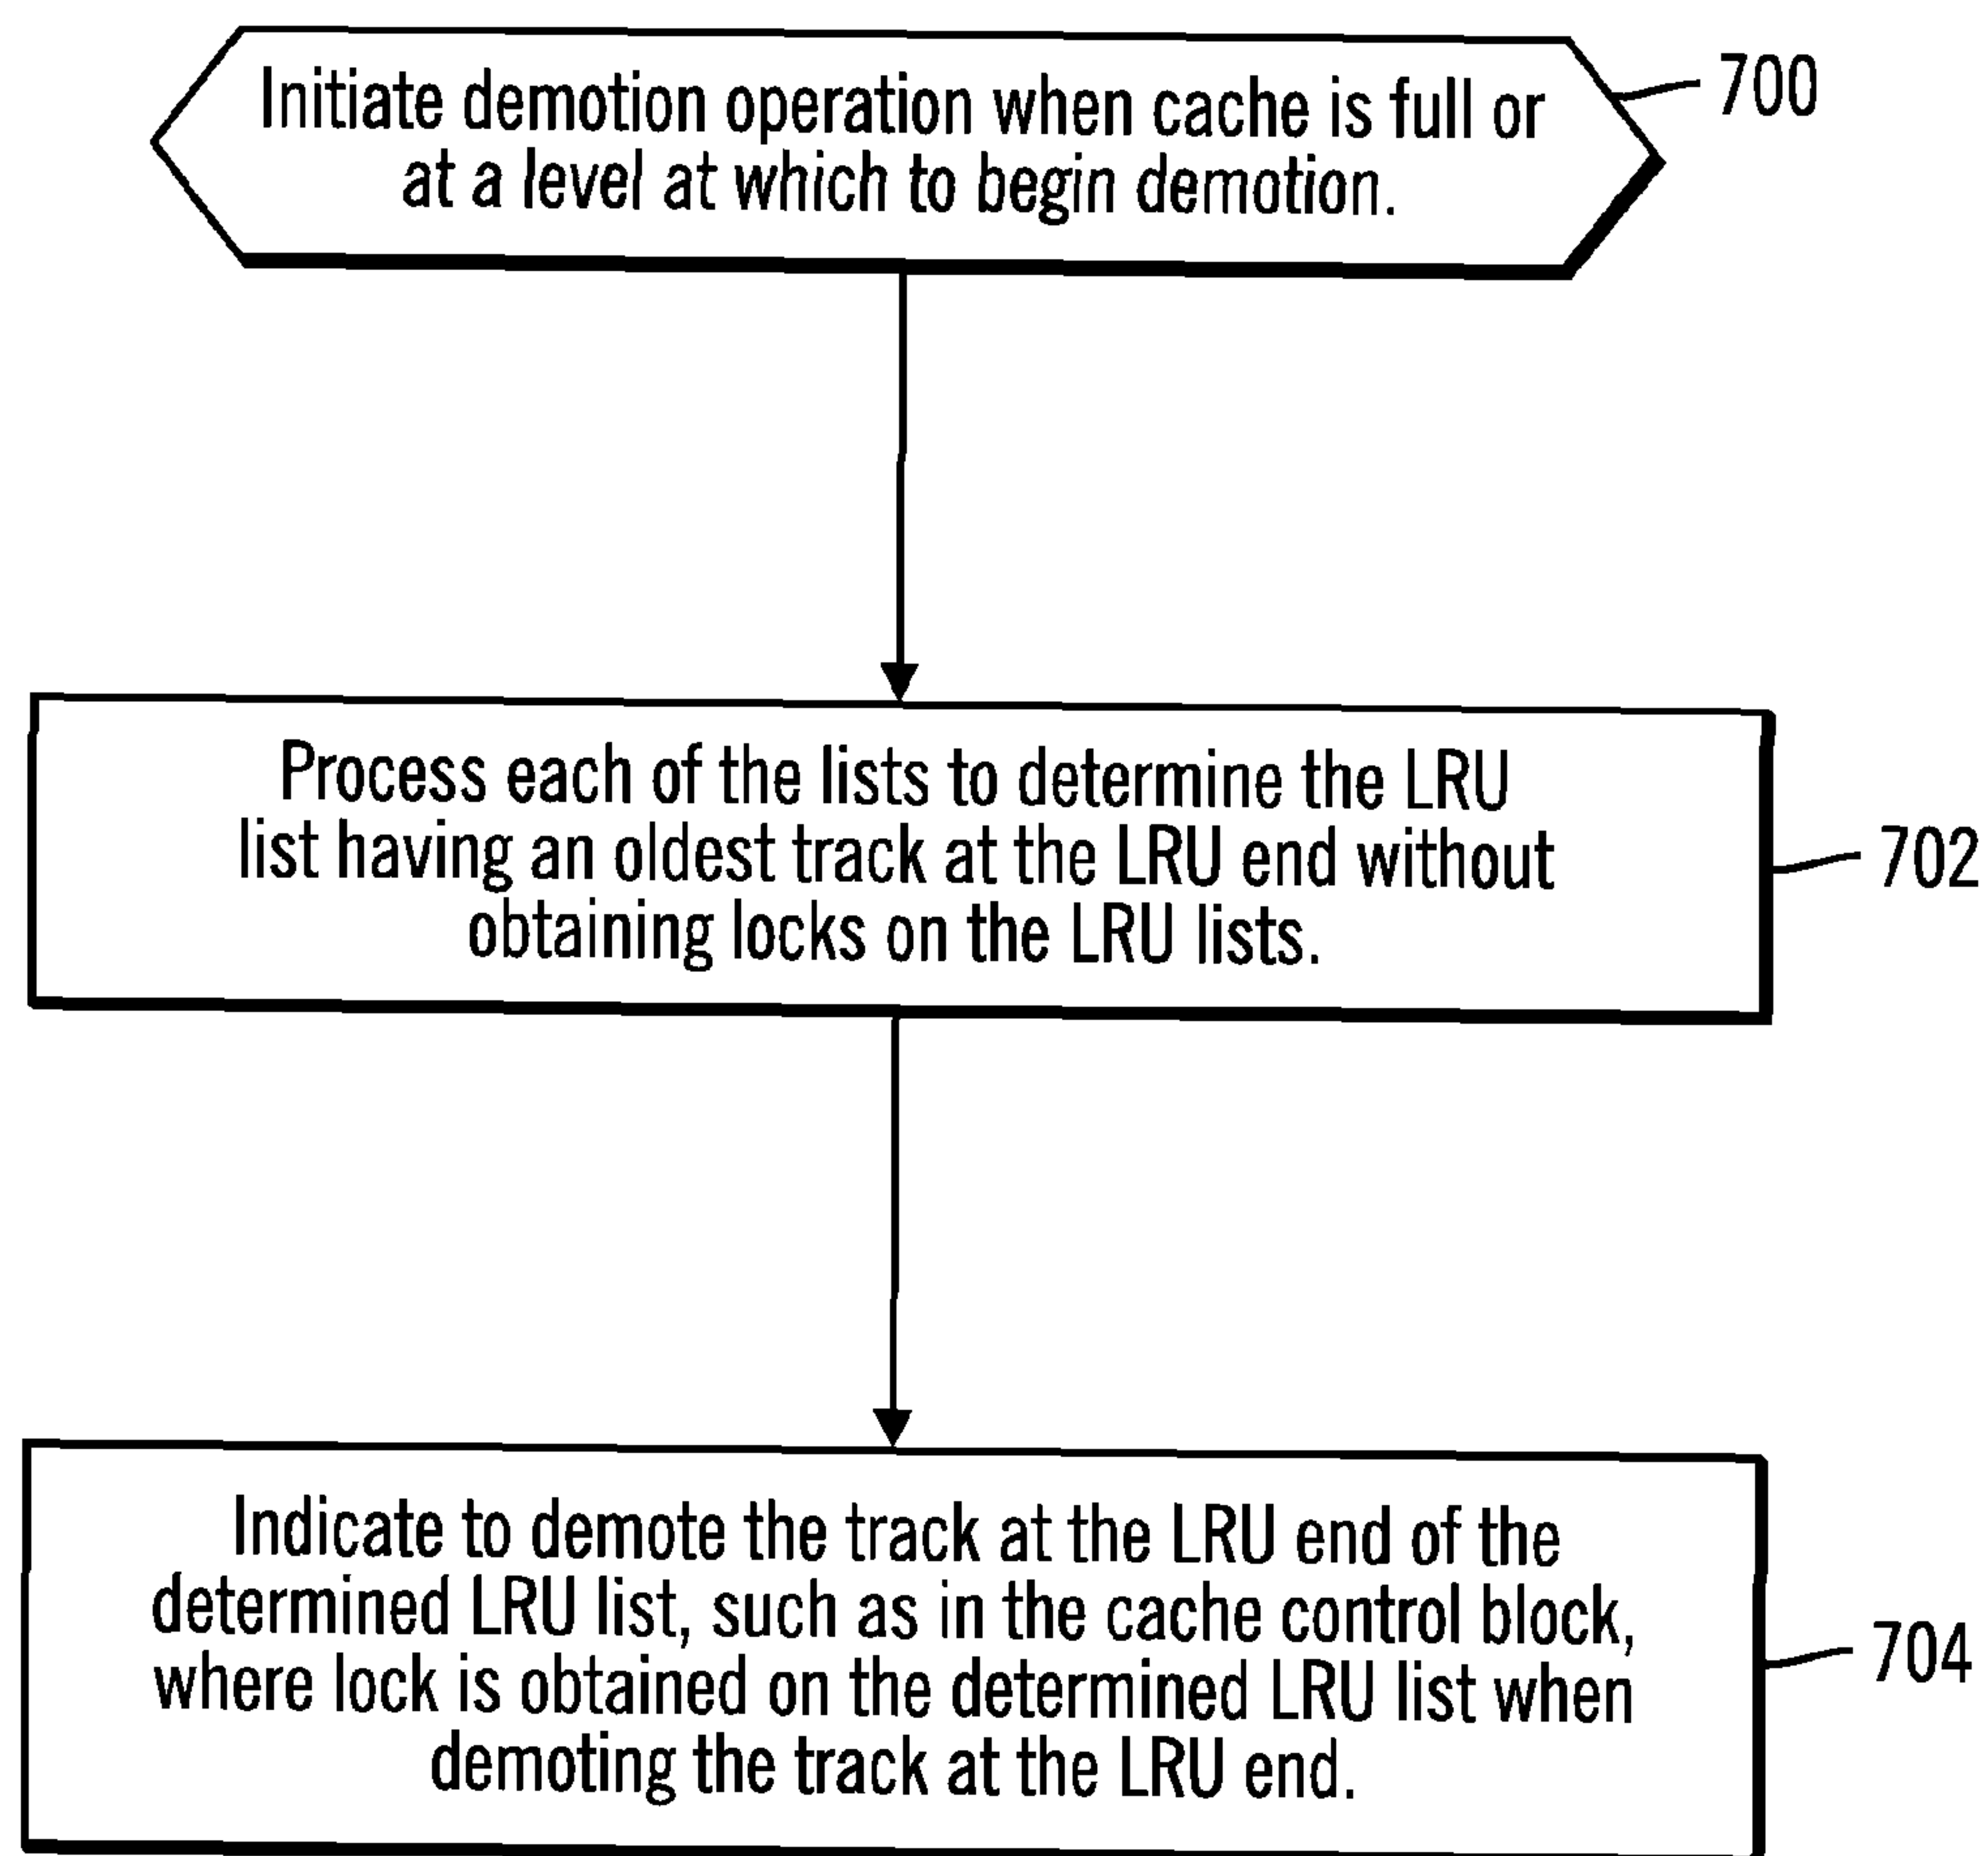 Initiate demotion operation when cache is full or
at a level at which to begin demotion.
700
Process each of the lists to determine the LRU
list having an oldest track at the LRU end without
obtaining locks on the LRU lists.
702
Indicate to demote the track at the LRU end of the
determined LRU list, such as in the cache control block,
where lock is obtained on the determined LRU list when
demoting the track at the LRU end.
704